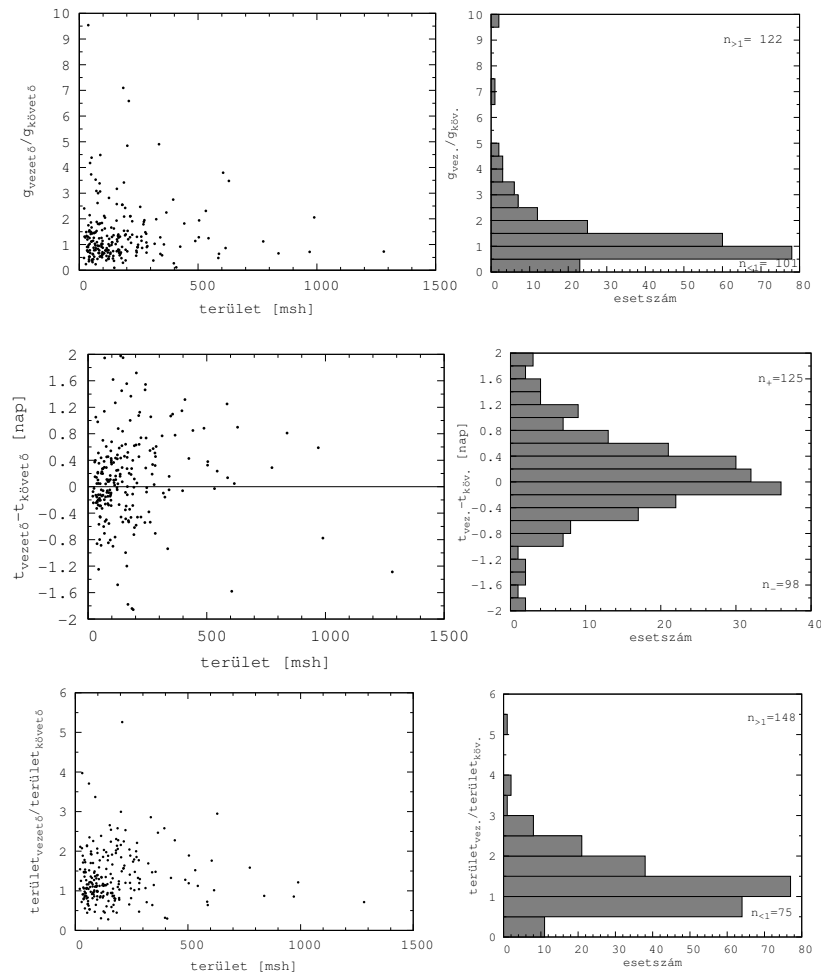 10
9
8
7
6
5
4
3
2
1
0
g_vezető/g_követő
0 500 1000 1500
terület [msh]
10
9
8
7
6
5
4
3
2
1
0
g_vez./g_köv.
n_>1= 122
n_<1= 101
0 10 20 30 40 50 60 70 80
esetszám
2
1.6
1.2
0.8
0.4
0
−0.4
−0.8
−1.2
−1.6
−2
t_vezető−t_követő [nap]
0 500 1000 1500
terület [msh]
2
1.6
1.2
0.8
0.4
0
−0.4
−0.8
−1.2
−1.6
−2
t_vez.−t_köv. [nap]
n_+=125
n_−=98
0 10 20 30 40
esetszám
6
5
4
3
2
1
0
terület_vezető/terület_követő
0 500 1000 1500
terület [msh]
6
5
4
3
2
1
0
terület_vez./terület_köv.
n_>1=148
n_<1=75
0 10 20 30 40 50 60 70 80
esetszám